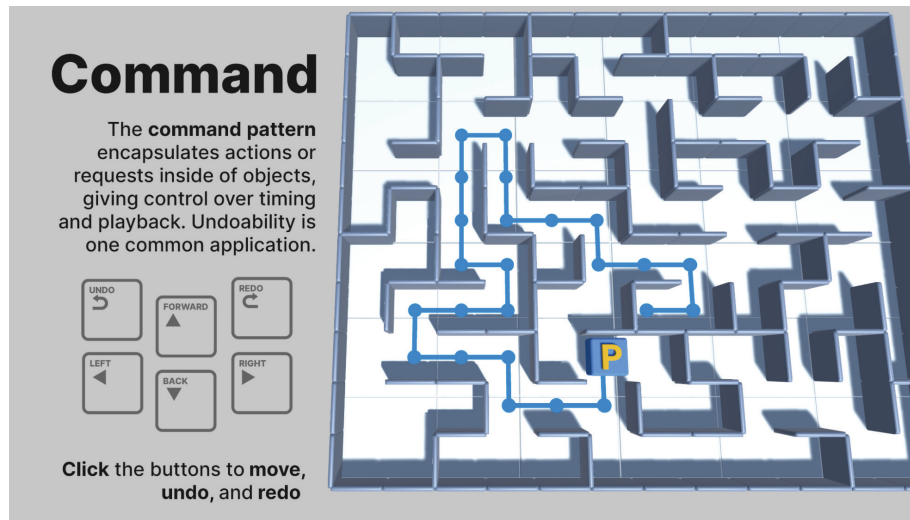 Command
The command pattern
encapsulates actions or
requests inside of objects,
giving control over timing
and playback. Undoability is
one common application.
UNDO
FORWARD
REDO
LEFT
BACK
RIGHT
P
Click the buttons to move,
undo, and redo